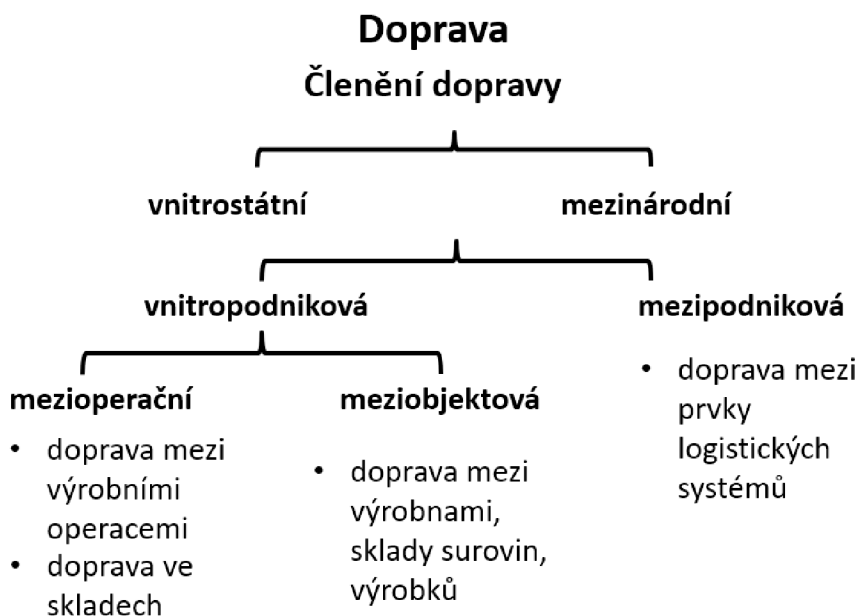 Doprava
Členění dopravy
vnitrostátní
mezinárodní
vnitropodniková
mezipodniková
mezioperační
• doprava mezi
výrobními
operacemi
• doprava ve
skladech
meziobjektová
• doprava mezi
výrobnami,
sklady surovin,
výrobků
• doprava mezi
prvky
logistických
systémů